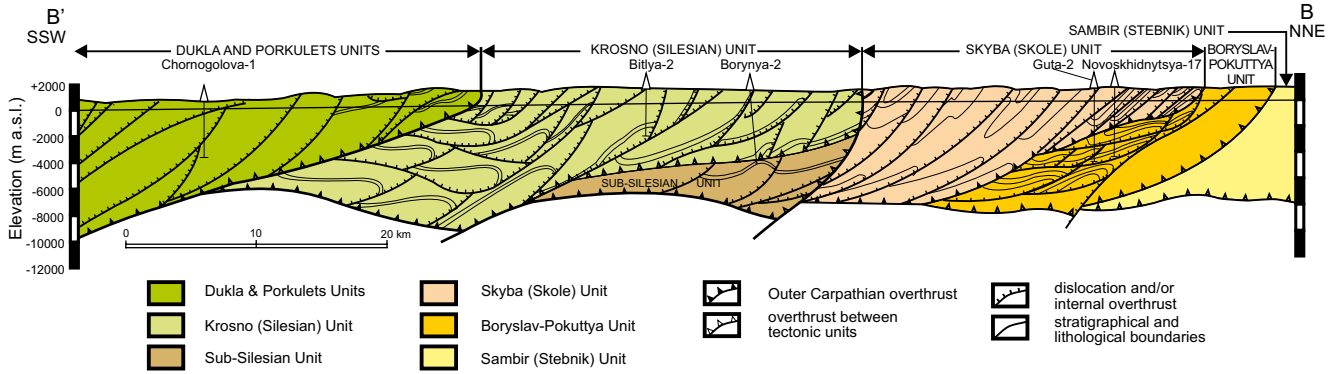 B'
SSW
SAMBIR (STEBNIK) UNIT
B
NNE
DUKLA AND PORKULETS UNITS
KROSNO (SILESIAN) UNIT
SKYBA (SKOLE) UNIT
BORYSLAV-
POKUTTYA
UNIT
Chornogolova-1
Bitlya-2
Borynya-2
Guta-2
Novoskhidnytsya-17
Elevation (m a.s.l.)
+2000
0
-2000
-4000
-6000
-8000
-10000
-12000
SUB-SILESIAN UNIT
0
10
20 km
Dukla & Porkulets Units
Krosno (Silesian) Unit
Sub-Silesian Unit
Skyba (Skole) Unit
Boryslav-Pokuttya Unit
Sambir (Stebnik) Unit
Outer Carpathian overthrust
overthrust between
tectonic units
dislocation and/or
internal overthrust
stratigraphical and
lithological boundaries